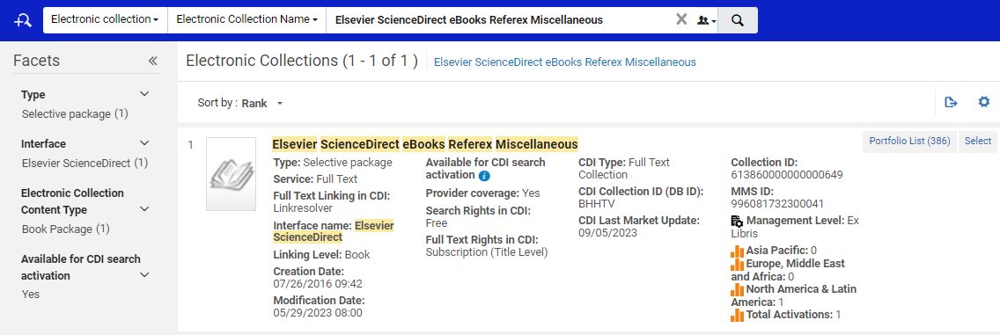 Electronic collection
Electronic Collection Name
Elsevier ScienceDirect eBooks Referex Miscellaneous
Facets
Type
Selective package (1)
Interface
Elsevier ScienceDirect (1)
Electronic Collection
Content Type
Book Package (1)
Available for CDI search
activation
Yes
Electronic Collections (1 - 1 of 1 )
Elsevier ScienceDirect eBooks Referex Miscellaneous
Sort by : Rank
1
Elsevier ScienceDirect eBooks Referex Miscellaneous
Portfolio List (386)
Select
Type: Selective package
Service: Full Text
Full Text Linking in CDI:
Linkresolver
Interface name: Elsevier
ScienceDirect
Linking Level: Book
Creation Date:
07/26/2016 09:42
Modification Date:
05/29/2023 08:00
Available for CDI search
activation
Provider coverage: Yes
Search Rights in CDI:
Free
Full Text Rights in CDI:
Subscription (Title Level)
CDI Type: Full Text
Collection
CDI Collection ID (DB ID):
BHHTV
CDI Last Market Update:
09/05/2023
Collection ID:
613860000000000649
MMS ID:
996081732300041
Management Level: Ex
Libris
Asia Pacific: 0
Europe, Middle East
and Africa: 0
North America & Latin
America: 1
Total Activations: 1